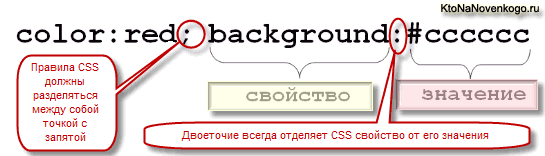 KtoNaNovenkogo.ru
color:red; background:#cccccc
Правила CSS
должны
разделяться
между собой
точкой с
запятой
свойство
значение
Двоеточие всегда отделяет CSS свойство от его значения